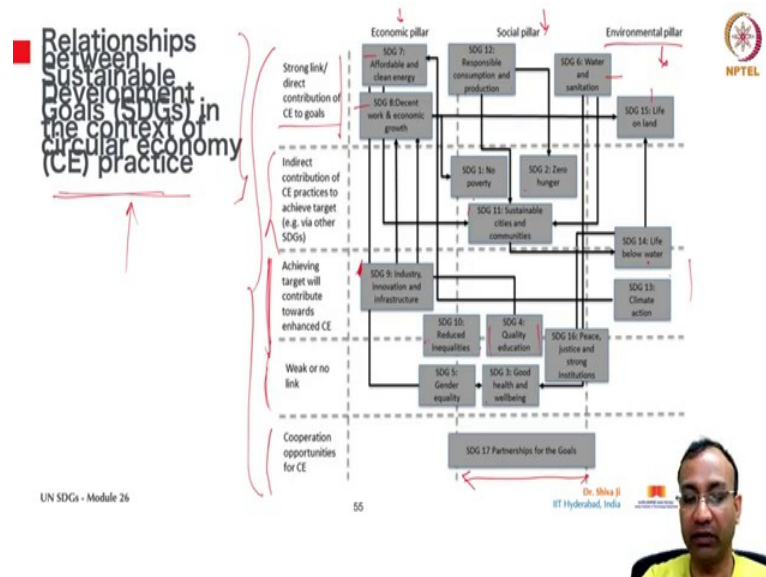 Relationships
between
Sustainable
Development
Goals (SDGs) in
the context of
circular economy
(CE) practice
Economic pillar
Social pillar
Environmental pillar
NPTEL
Strong link/
direct
contribution of
CE to goals
SDG 7:
Affordable and
clean energy
SDG 12:
Responsible
consumption and
production
SDG 6: Water
and
sanitation
SDG 8:Decent
work & economic
growth
SDG 15: Life
on land
Indirect
contribution of
CE practices to
achieve target
(e.g. via other
SDGs)
SDG 1: No
poverty
SDG 2: Zero
hunger
SDG 11: Sustainable
cities and
communities
SDG 14: Life
below water
Achieving
target will
contribute
towards
enhanced CE
SDG 9: Industry,
innovation and
infrastructure
SDG 13:
Climate
action
SDG 10:
Reduced
inequalities
SDG 4:
Quality
education
SDG 16: Peace,
justice and
strong
institutions
Weak or no
link
SDG 5:
Gender
equality
SDG 3: Good
health and
wellbeing
Cooperation
opportunities
for CE
SDG 17 Partnerships for the Goals
UN SDGs - Module 26
55
Dr. Shiva Ji
IIT Hyderabad, India